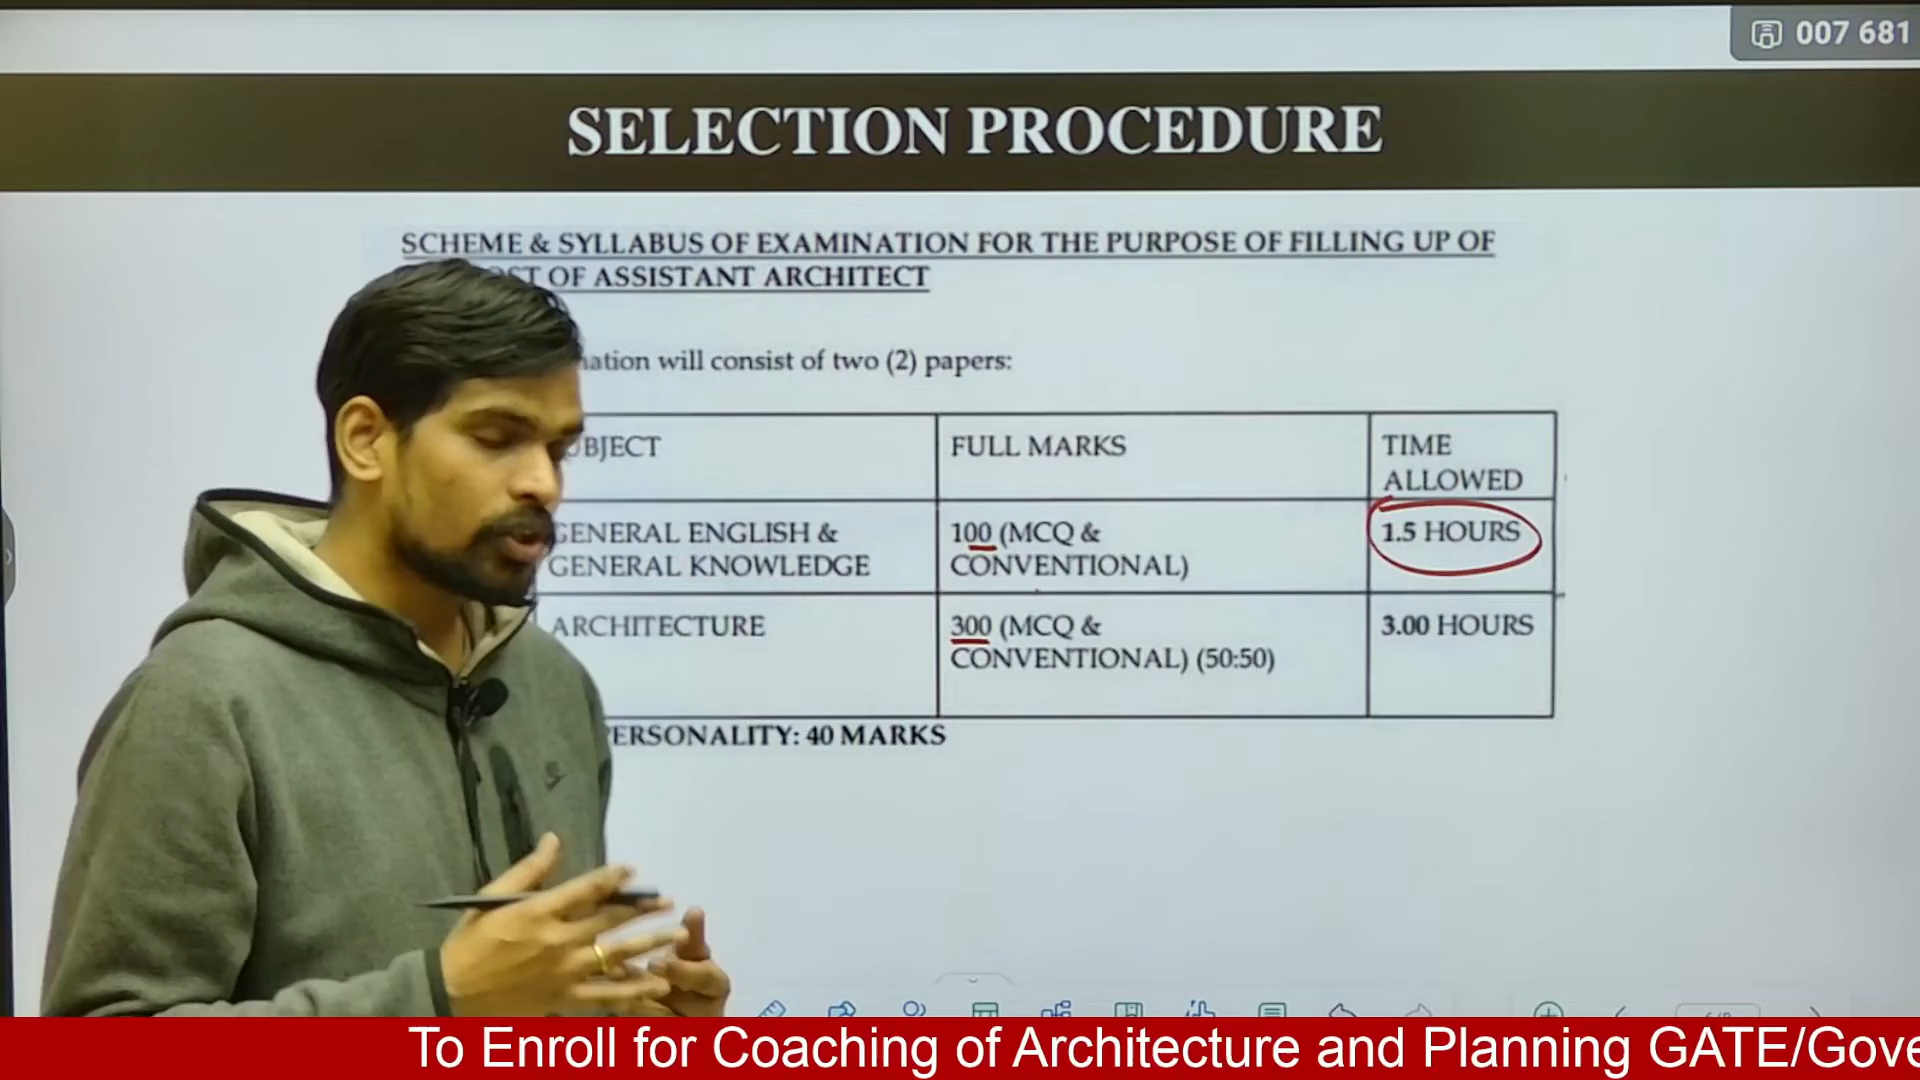 007 681
SELECTION PROCEDURE
SCHEME & SYLLABUS OF EXAMINATION FOR THE PURPOSE OF FILLING UP OF
OF ASSISTANT ARCHITECT
will consist of two (2) papers:
FULL MARKS
TIME
ALLOWED
GENERAL ENGLISH &
GENERAL KNOWLEDGE
100 (MCQ &
CONVENTIONAL)
1.5 HOURS
ARCHITECTURE
300 (MCQ &
CONVENTIONAL) (50:50)
3.00 HOURS
PERSONALITY: 40 MARKS
To Enroll for Coaching of Architecture and Planning GATE/Gove